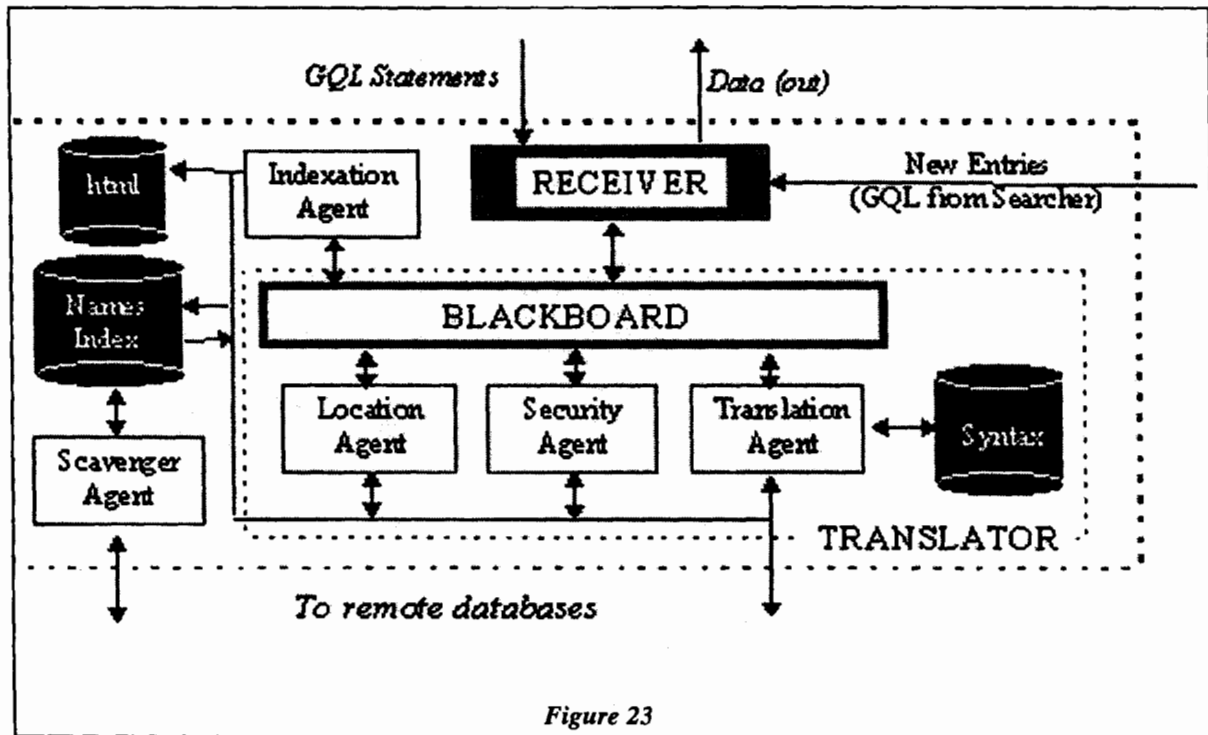 GQL Statements
Data (out)
html
Indexation
Agent
RECEIVER
New Entries
(GQL from Searcher)
Names
Index
BLACKBOARD
Location
Agent
Security
Agent
Translation
Agent
Syntax
Scavenger
Agent
TRANSLATOR
To remote databases
Figure 23